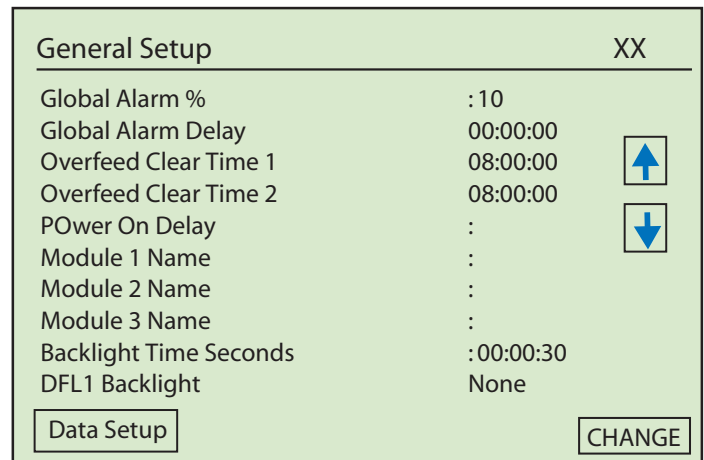 General Setup XX
Global Alarm % :10
Global Alarm Delay 00:00:00
Overfeed Clear Time 1 08:00:00
Overfeed Clear Time 2 08:00:00
POwer On Delay :
Module 1 Name :
Module 2 Name :
Module 3 Name :
Backlight Time Seconds :00:00:30
DFL1 Backlight None
Data Setup CHANGE